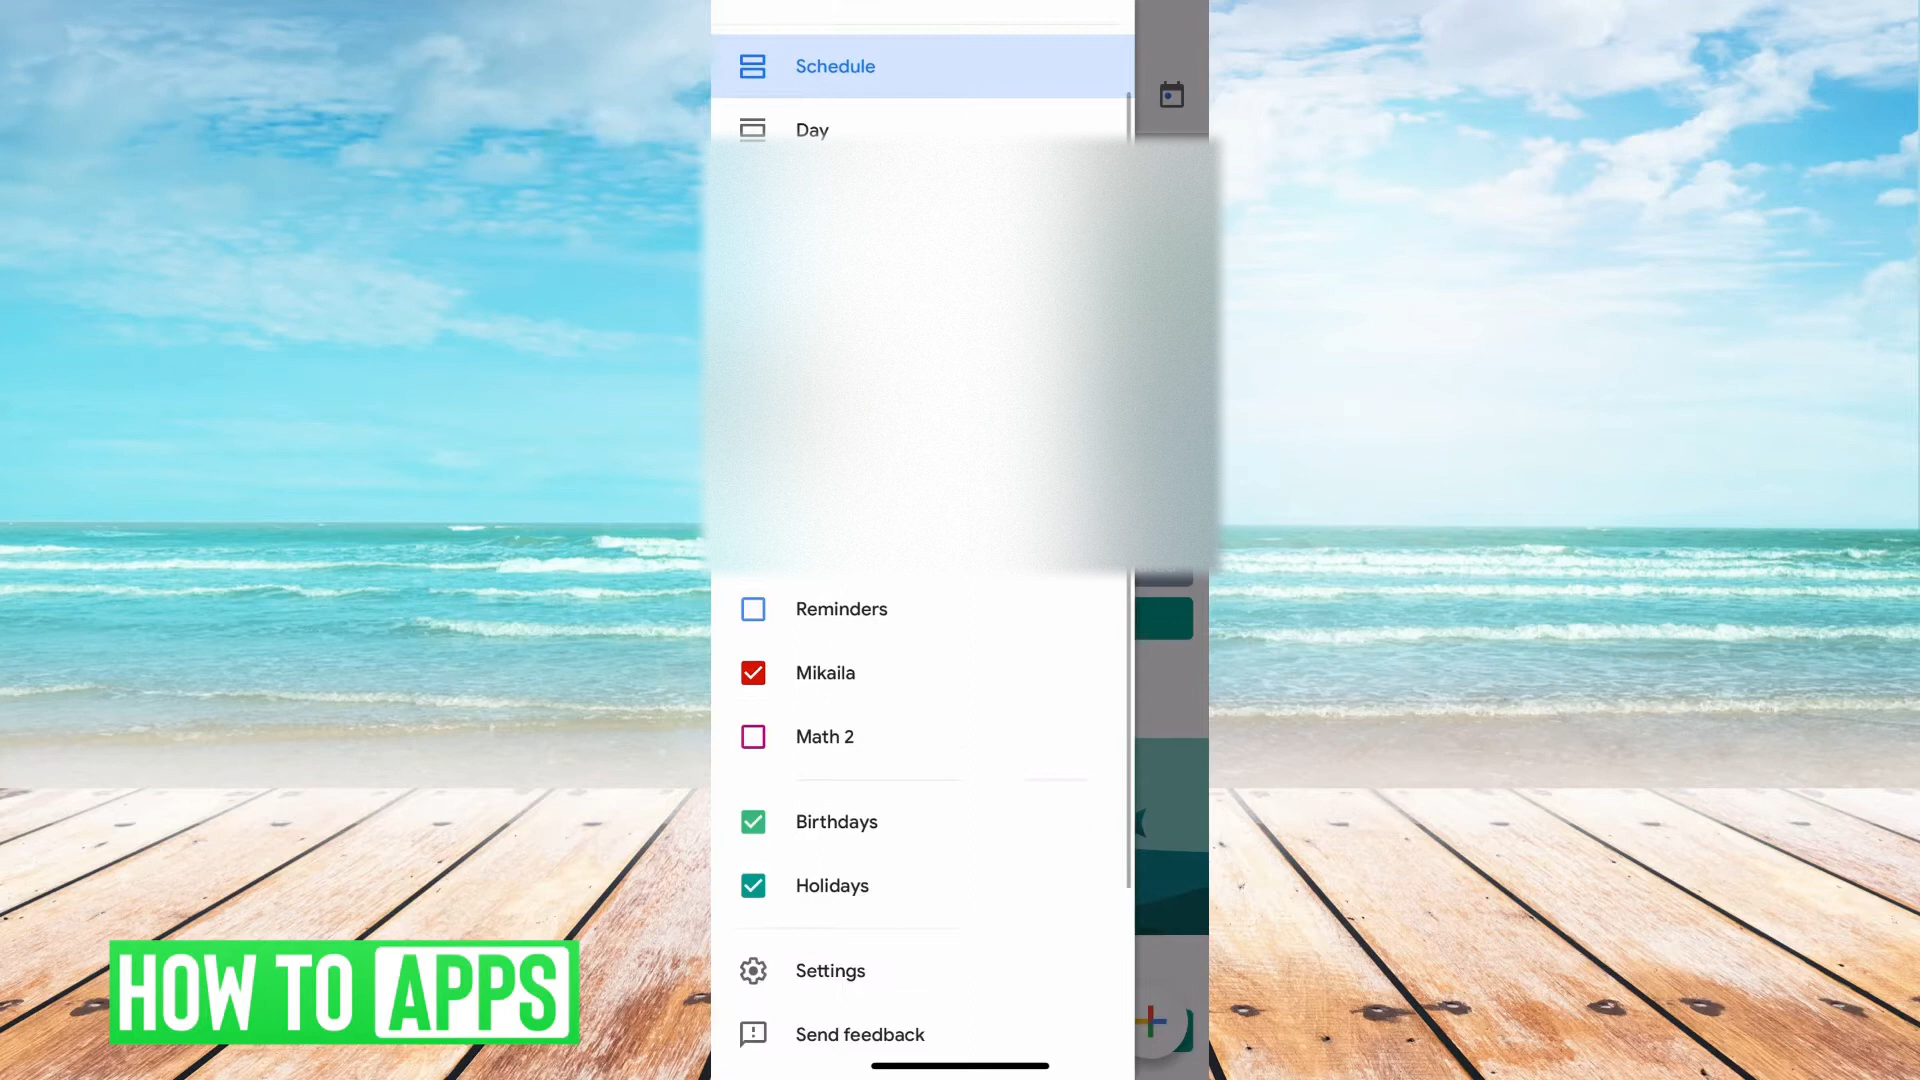 Schedule
Day
Reminders
Mikaila
Math 2
Birthdays
Holidays
Settings
Send feedback
HOW TO APPS